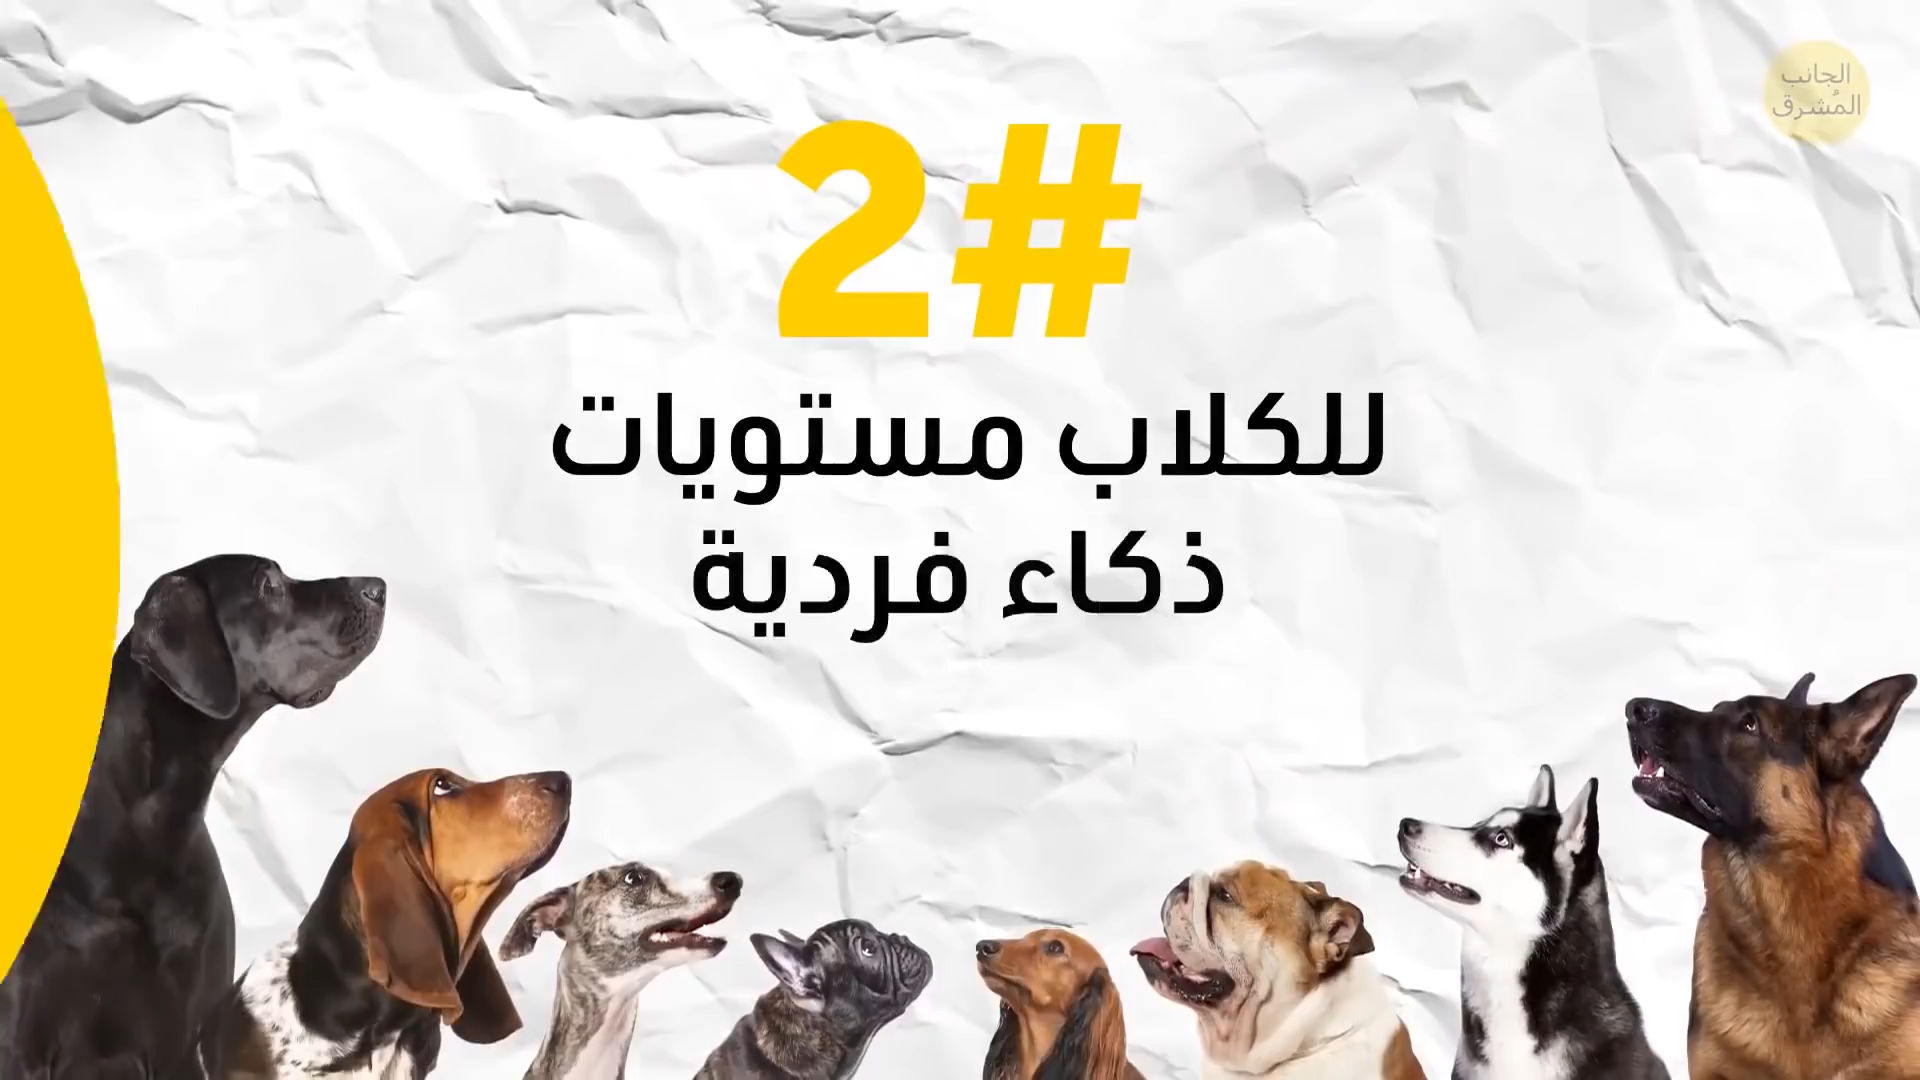 الجانب
المُشرق
#2
للكلاب مستويات
ذكاء فردية